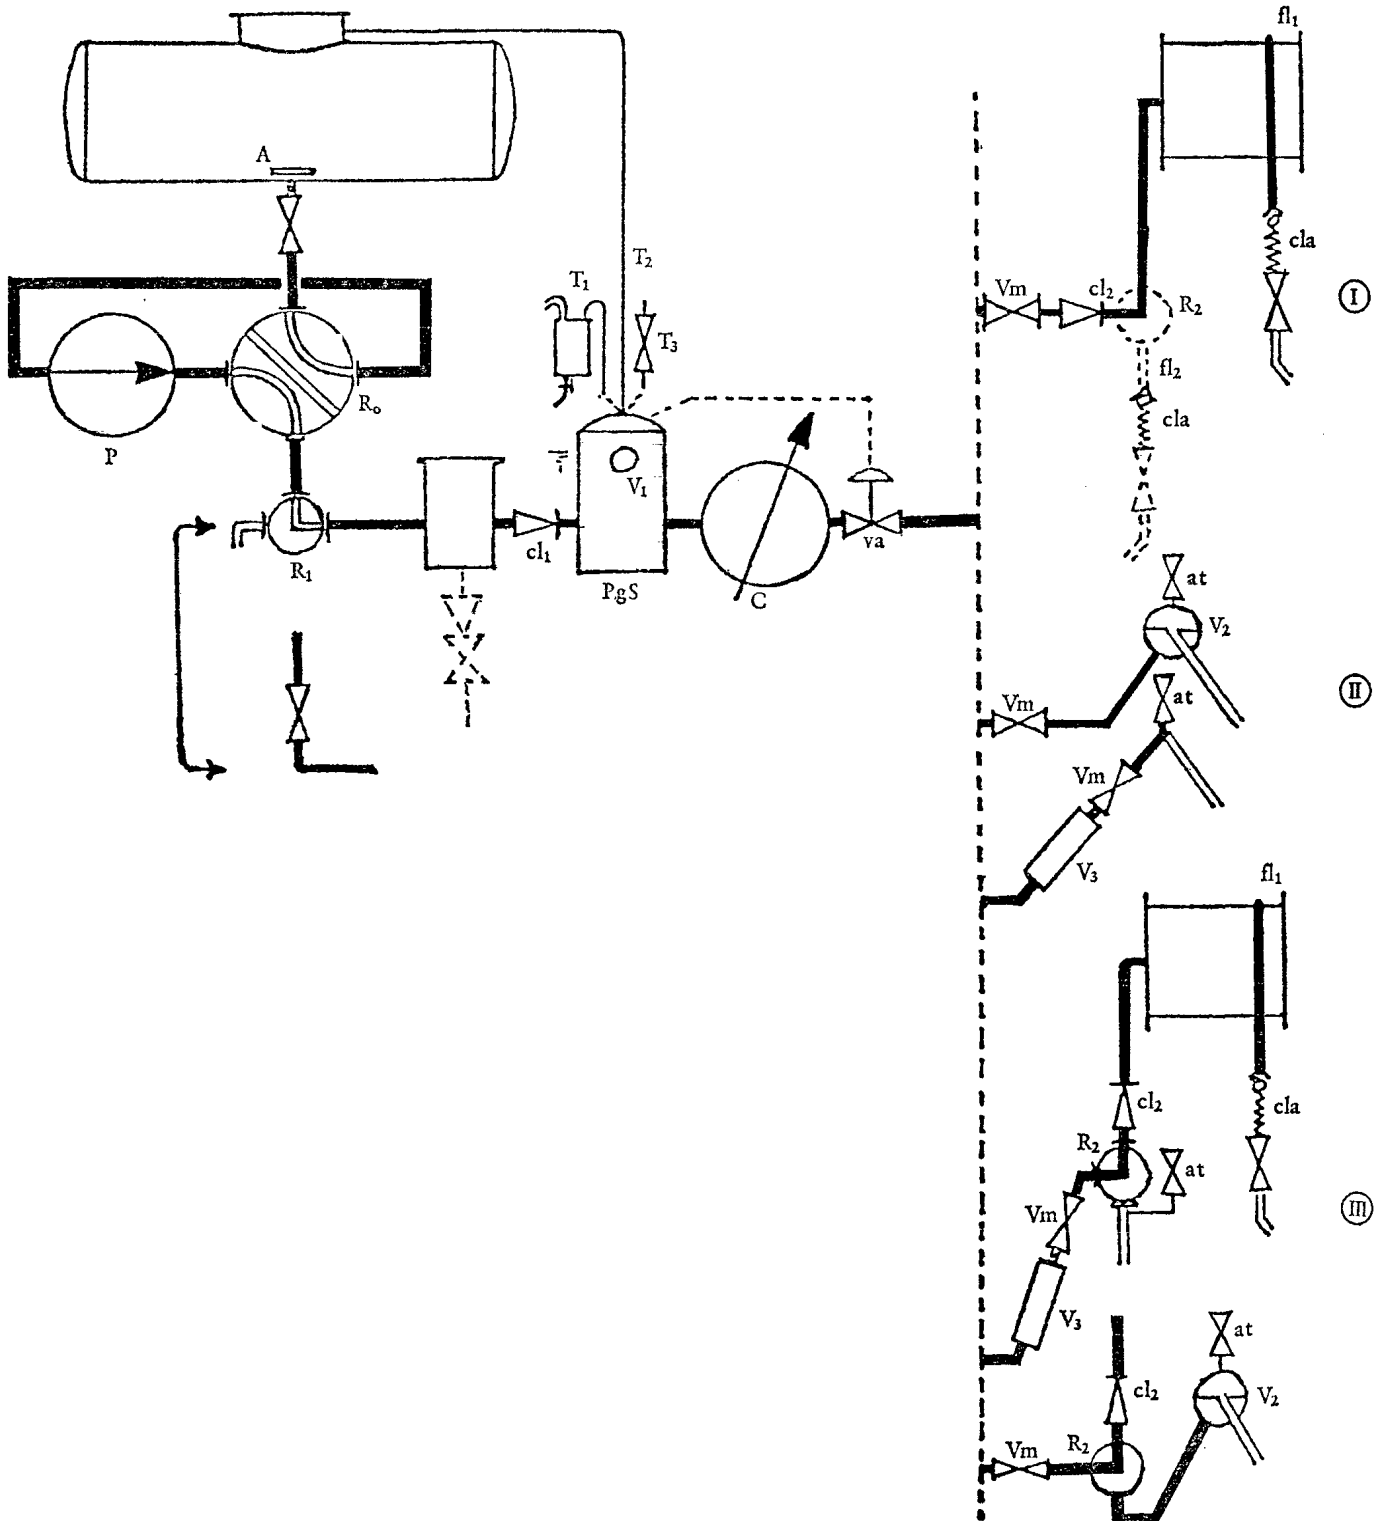 fl₁
A
T₂
cla
T₁
Vm
cl₂
R₂
I
T₃
fl₂
R₀
cla
P
V₁
cl₁
va
R₁
PgS
C
at
V₂
at
II
Vm
Vm
V₃
fl₁
cl₂
cla
R₂
at
Vm
III
V₃
at
cl₂
V₂
R₂
Vm